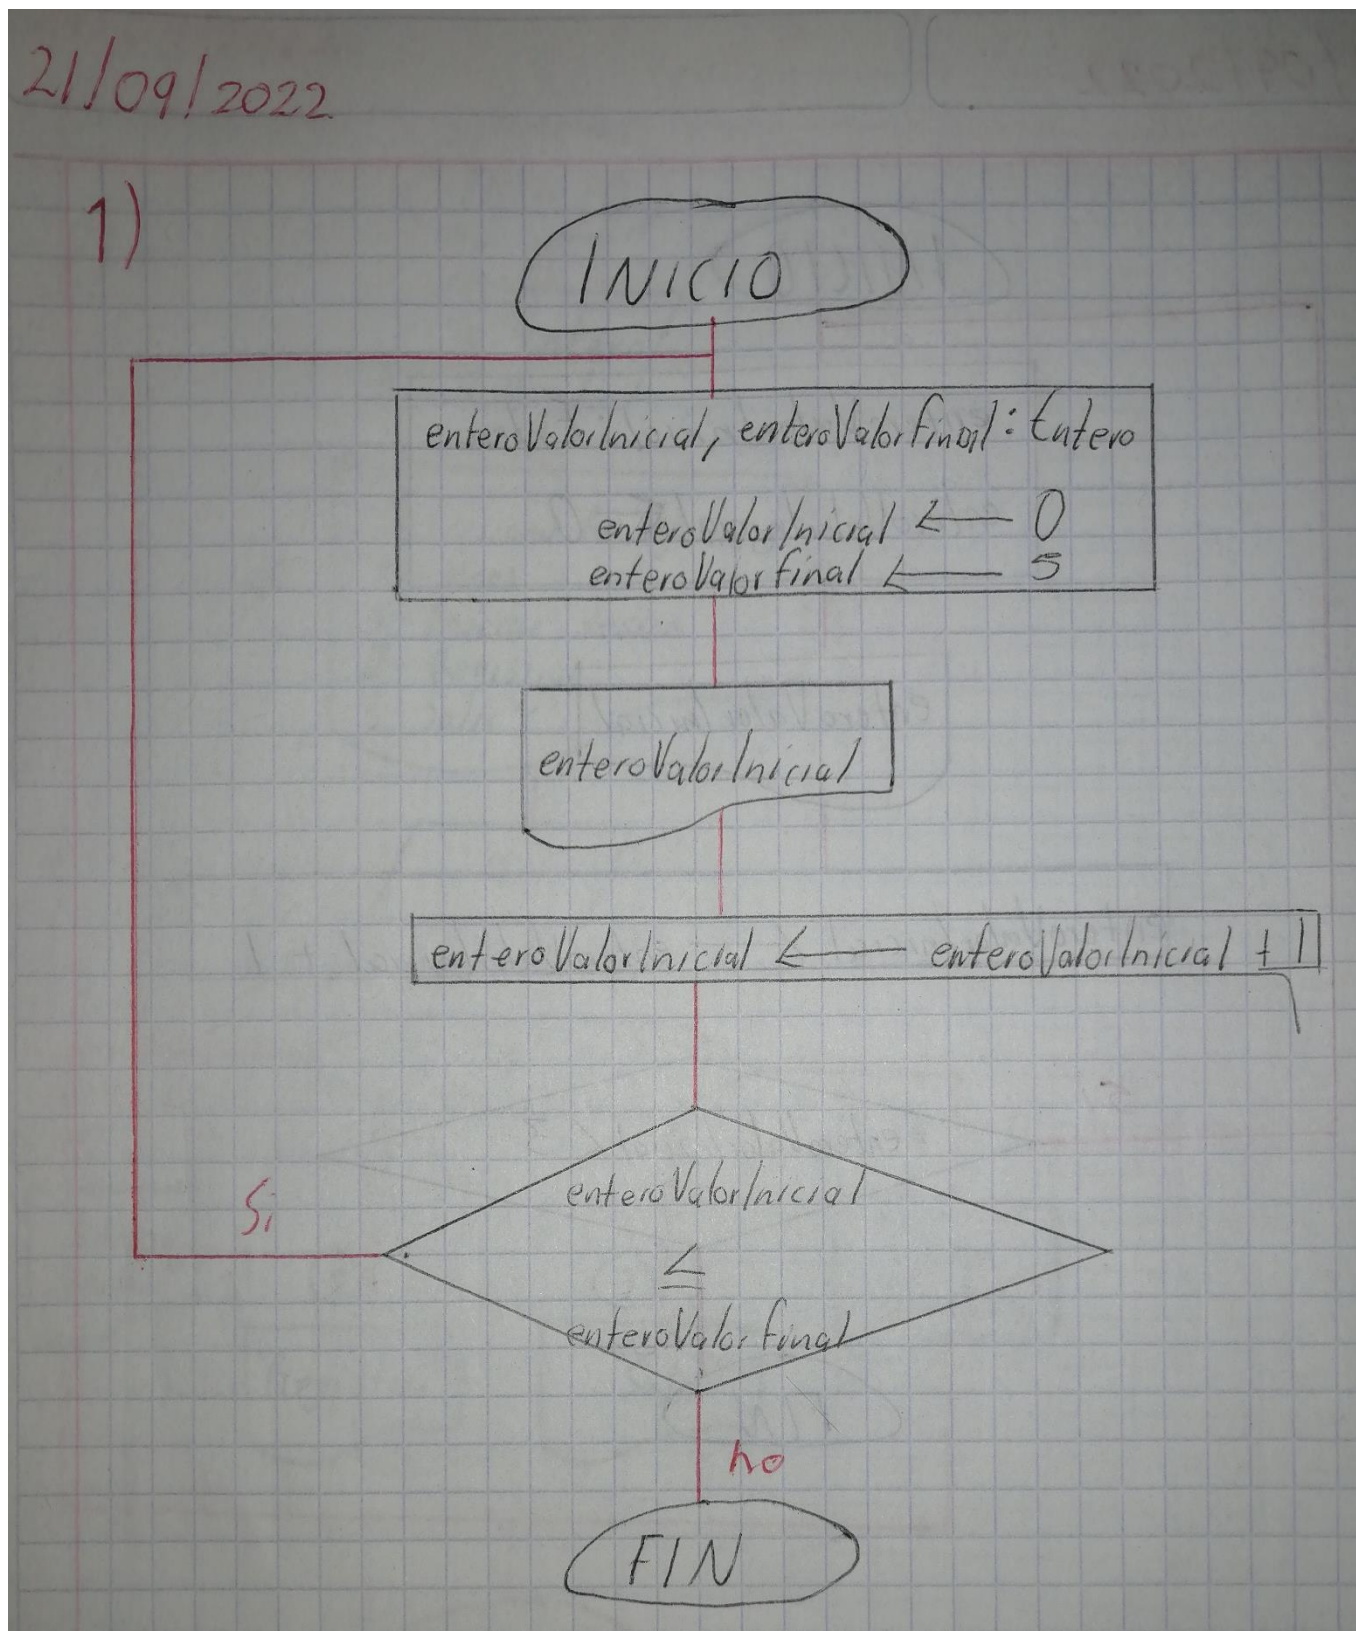 21/09/2022
1)
INICIO
enteroValorInicial, enteroValorFinal: Entero
enteroValorInicial ← 0
enteroValorFinal ← 5
enteroValorInicial
enteroValorInicial ← enteroValorInicial + 1
enteroValorInicial
≤
enteroValorFinal
Si
no
FIN